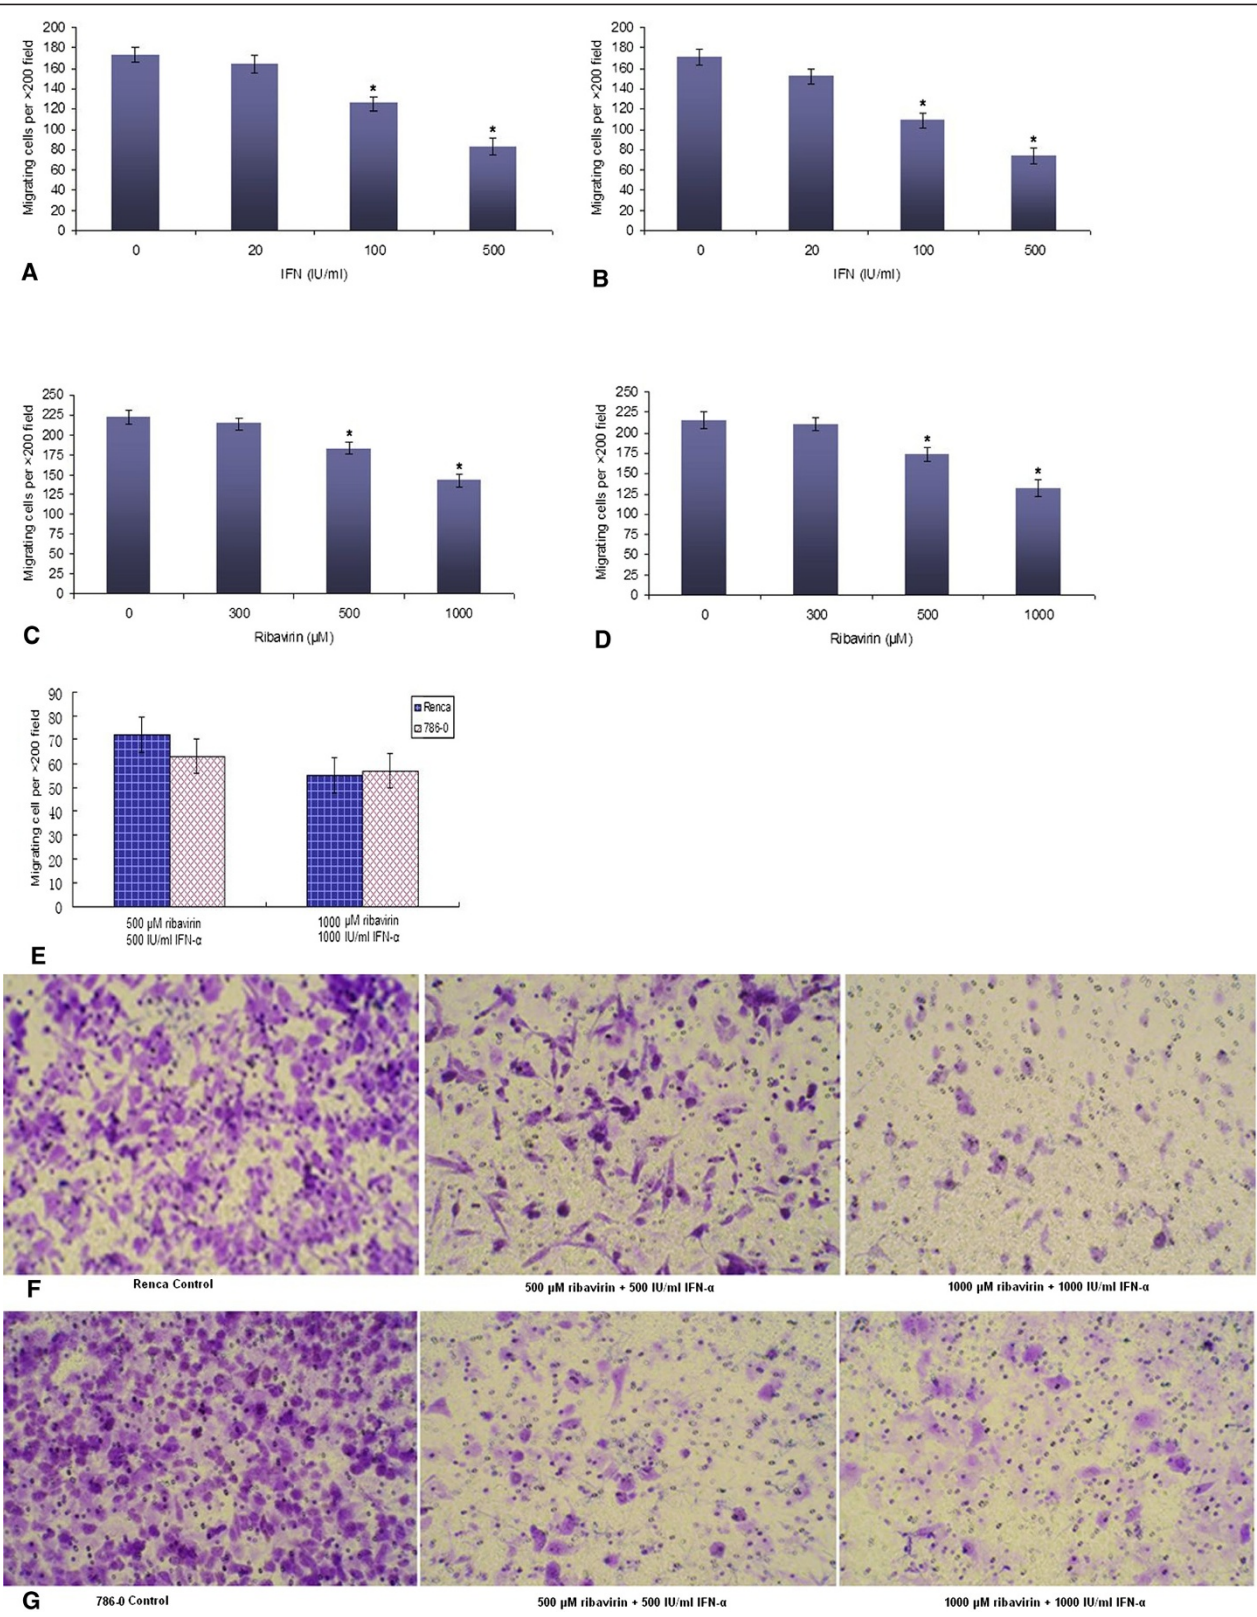 200
180
160
140
120
100
80
60
40
20
0
Migrating cells per ×200 field
*
*
0 20 100 500
IFN (IU/ml)
A
200
180
160
140
120
100
80
60
40
20
0
Migrating cells per ×200 field
*
*
0 20 100 500
IFN (IU/ml)
B
250
225
200
175
150
125
100
75
50
25
0
Migrating cells per ×200 field
*
*
0 300 500 1000
Ribavirin (µM)
C
250
225
200
175
150
125
100
75
50
25
0
Migrating cells per ×200 field
*
*
0 300 500 1000
Ribavirin (µM)
D
90
80
70
60
50
40
30
20
10
0
Migrating cell per ×200 field
Renca
786-0
500 µM ribavirin
500 IU/ml IFN-α
1000 µM ribavirin
1000 IU/ml IFN-α
E
Renca Control
500 µM ribavirin + 500 IU/ml IFN-α
1000 µM ribavirin + 1000 IU/ml IFN-α
F
786-0 Control
500 µM ribavirin + 500 IU/ml IFN-α
1000 µM ribavirin + 1000 IU/ml IFN-α
G